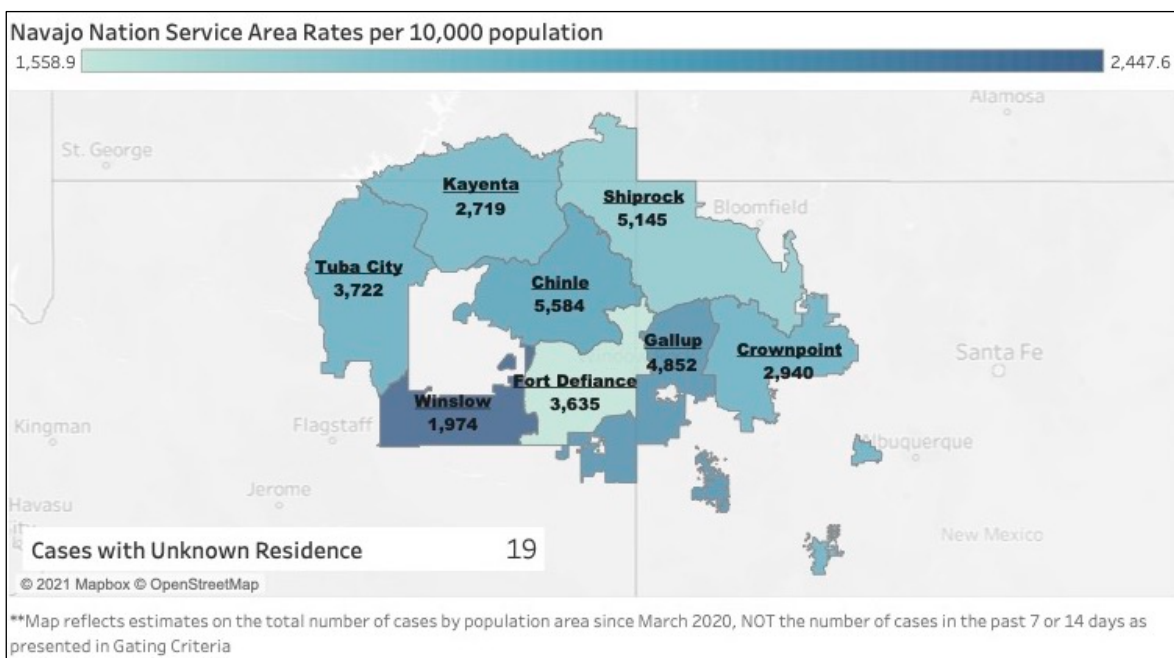 Navajo Nation Service Area Rates per 10,000 population
1,558.9
2,447.6
Alamosa
St. George
Kayenta
2,719
Shiprock
5,145
Bloomfield
Tuba City
3,722
Chinle
5,584
Gallup
4,852
Crownpoint
2,940
Santa Fe
Fort Defiance
3,635
Winslow
1,974
Kingman
Flagstaff
Albuquerque
Jerome
Havasu
New Mexico
Cases with Unknown Residence 19
© 2021 Mapbox © OpenStreetMap
**Map reflects estimates on the total number of cases by population area since March 2020, NOT the number of cases in the past 7 or 14 days as
presented in Gating Criteria